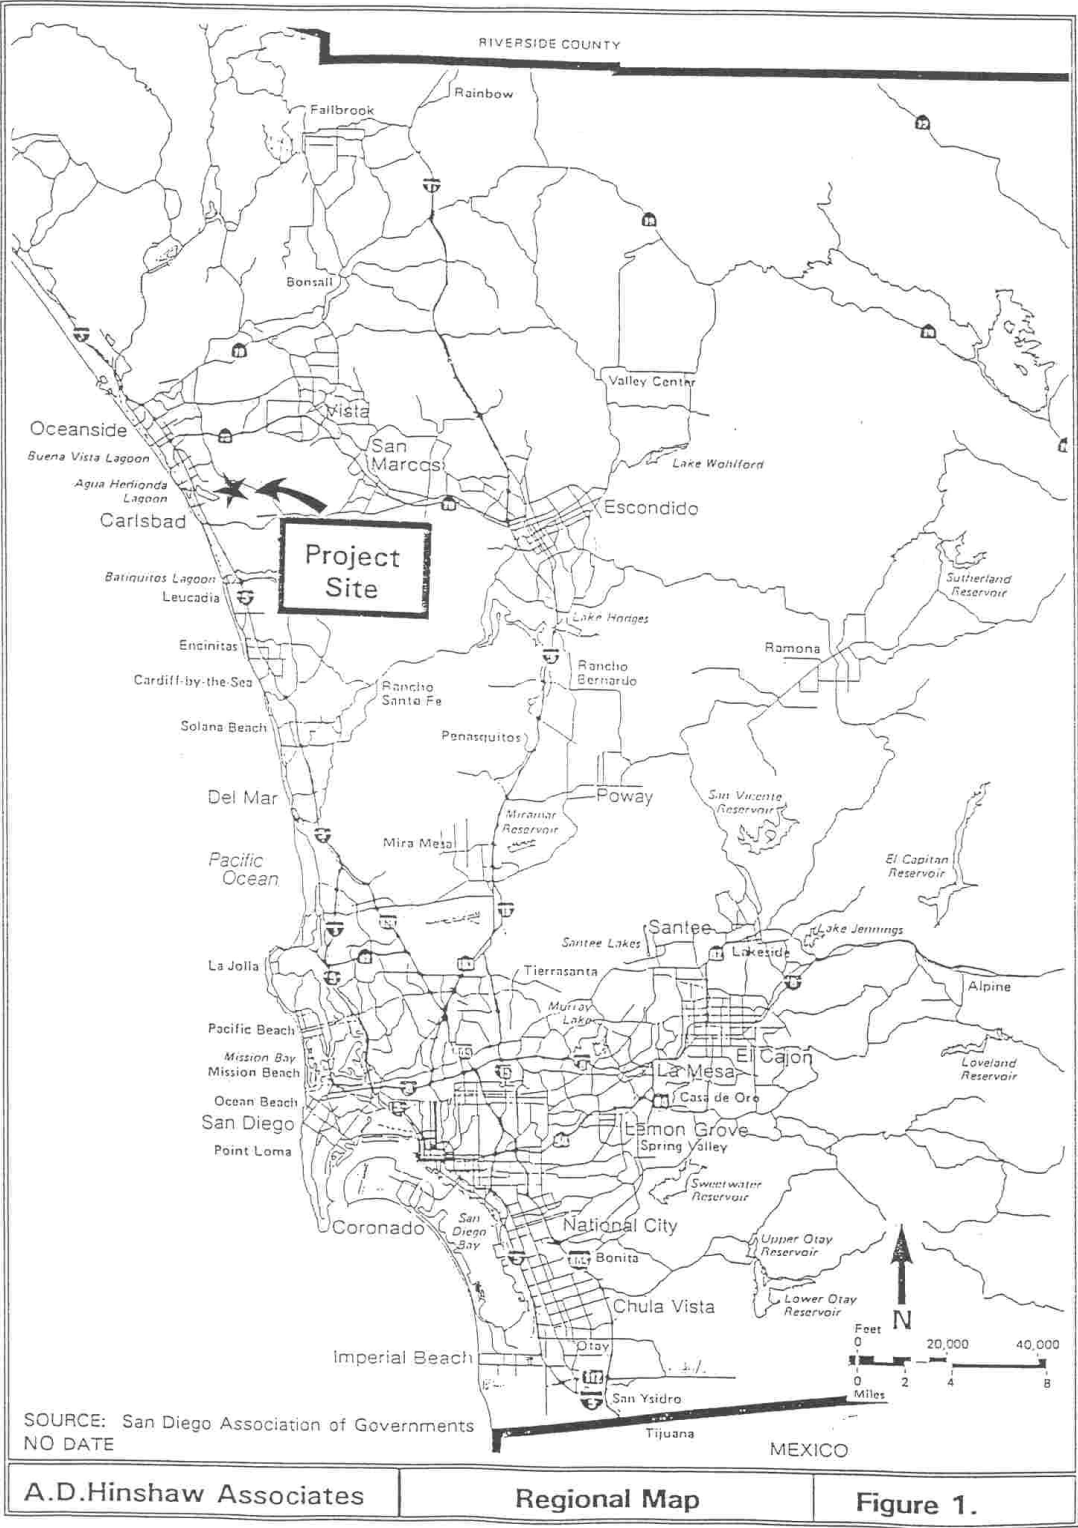 RIVERSIDE COUNTY
Rainbow
Fallbrook
Bonsall
Valley Center
Vista
Oceanside
San
Marcos
Buena Vista Lagoon
Lake Wohlford
Agua Hedionda
Lagoon
Carlsbad
Escondido
Project
Site
Batiquitos Lagoon
Leucadia
Sutherland
Reservoir
Lake Hodges
Encinitas
Ramona
Rancho
Bernardo
Cardiff-by-the-Sea
Rancho
Santa Fe
Solana Beach
Penasquitos
Del Mar
Poway
San Vicente
Reservoir
Miramar
Reservoir
Mira Mesa
Pacific
Ocean
El Capitan
Reservoir
Santee
Lake Jennings
Santee Lakes
Lakeside
La Jolla
Tierrasanta
Alpine
Murray
Lake
Pacific Beach
Mission Bay
Mission Beach
El Cajon
La Mesa
Loveland
Reservoir
Ocean Beach
Casa de Oro
San Diego
Lemon Grove
Spring Valley
Point Loma
Sweetwater
Reservoir
Coronado
San
Diego
Bay
National City
Upper Otay
Reservoir
Bonita
Lower Otay
Reservoir
Chula Vista
N
Feet
0 20,000 40,000
0 2 4 8
Miles
Otay
Imperial Beach
San Ysidro
Tijuana
MEXICO
SOURCE: San Diego Association of Governments
NO DATE
A.D.Hinshaw Associates
Regional Map
Figure 1.